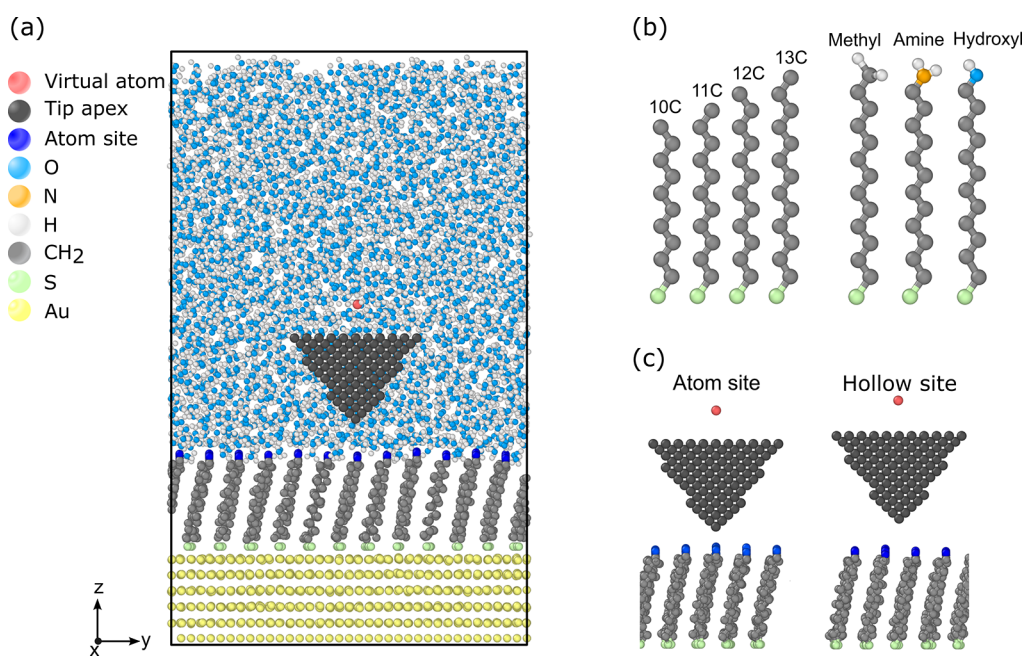 (a)
Virtual atom
Tip apex
Atom site
O
N
H
CH2
S
Au
z
x
y
(b)
10C
11C
12C
13C
Methyl
Amine
Hydroxyl
(c)
Atom site
Hollow site